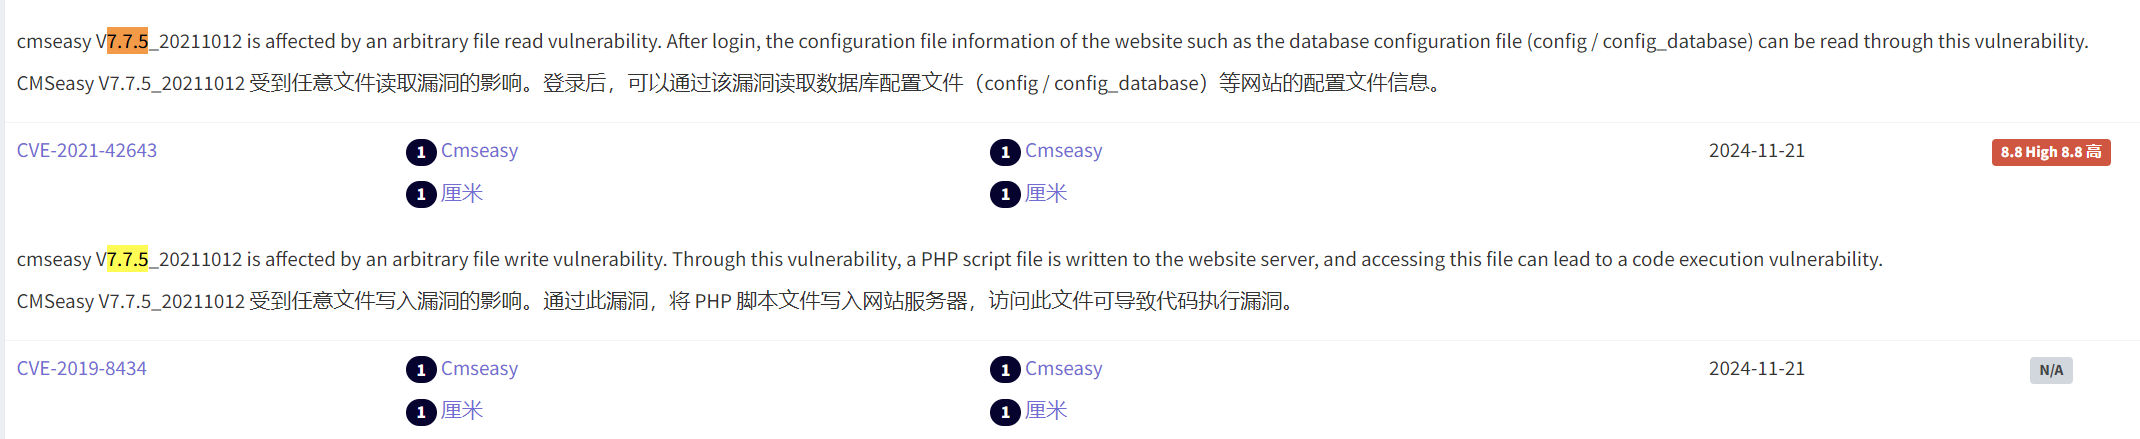 cmseasy V7.7.5_20211012 is affected by an arbitrary file read vulnerability. After login, the configuration file information of the website such as the database configuration file (config / config_database) can be read through this vulnerability.
CMSeasy V7.7.5_20211012 受到任意文件读取漏洞的影响。登录后，可以通过该漏洞读取数据库配置文件（config / config_database）等网站的配置文件信息。
CVE-2021-42643 1 Cmseasy 1 Cmseasy 2024-11-21 8.8 High 8.8 高
1 厘米 1 厘米
cmseasy V7.7.5_20211012 is affected by an arbitrary file write vulnerability. Through this vulnerability, a PHP script file is written to the website server, and accessing this file can lead to a code execution vulnerability.
CMSeasy V7.7.5_20211012 受到任意文件写入漏洞的影响。通过此漏洞，将 PHP 脚本文件写入网站服务器，访问此文件可导致代码执行漏洞。
CVE-2019-8434 1 Cmseasy 1 Cmseasy 2024-11-21 N/A
1 厘米 1 厘米